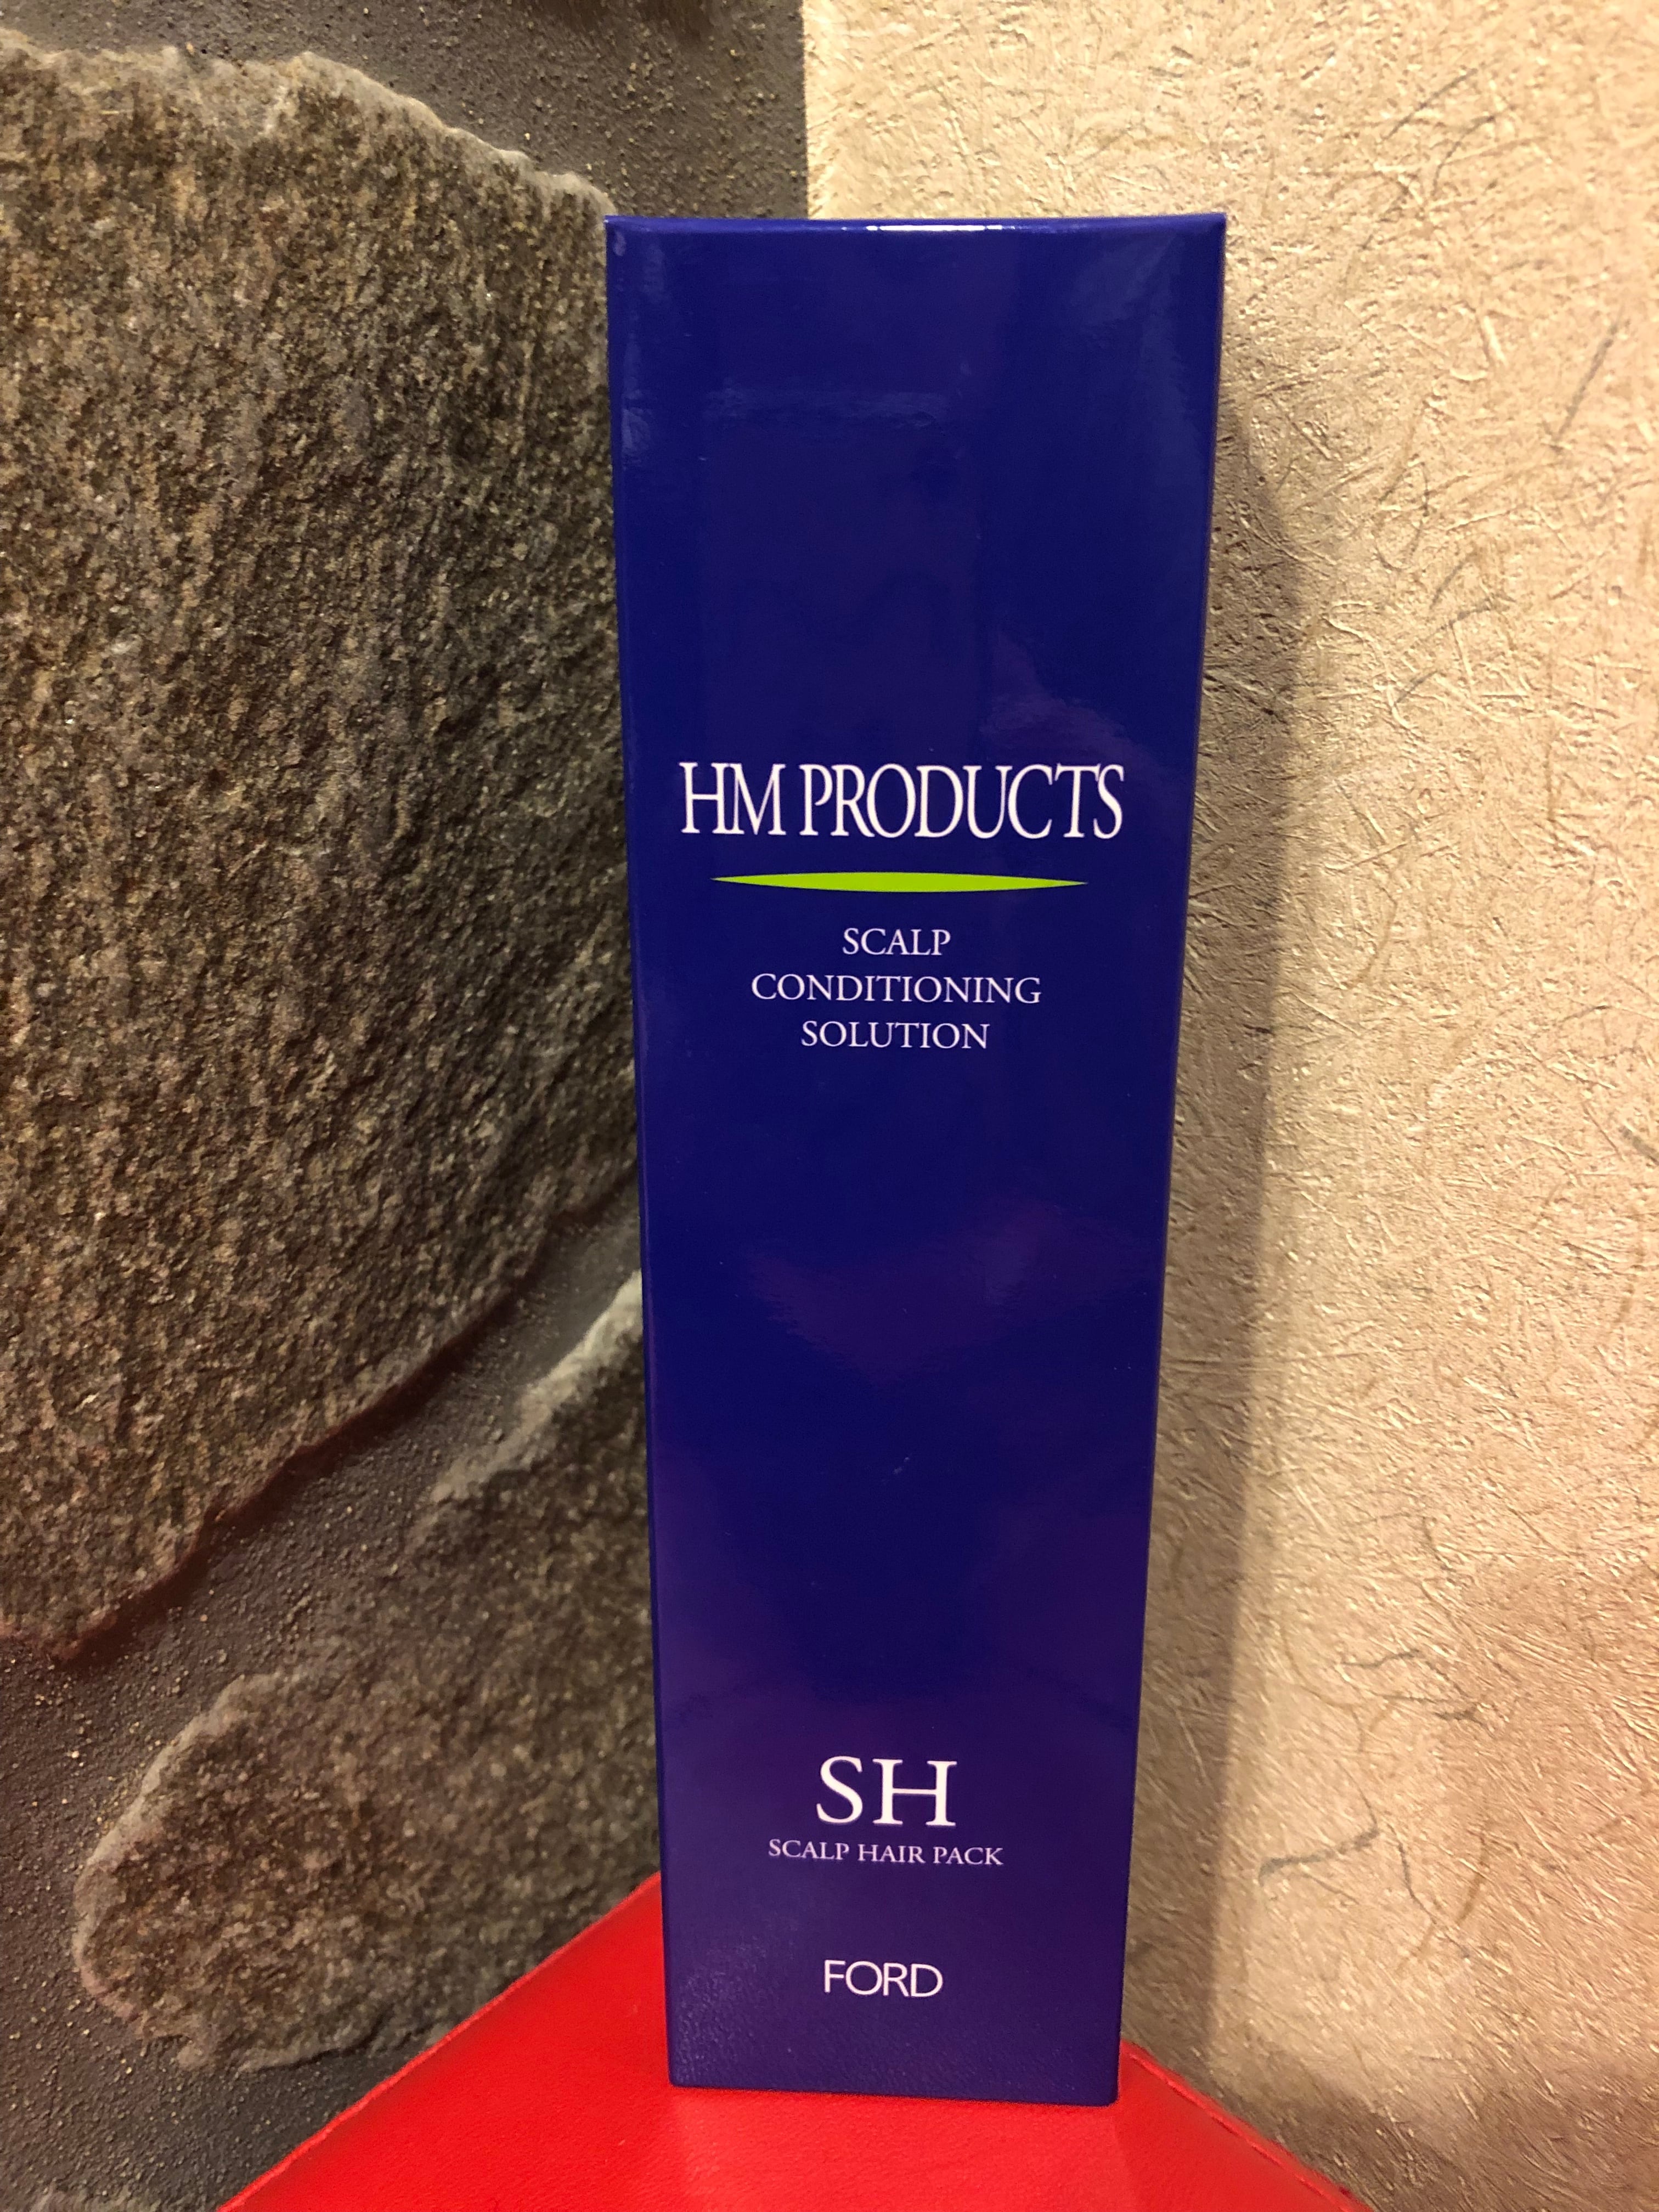 HM PRODUCTS
SCALP
CONDITIONING
SOLUTION
SH
SCALP HAIR PACK
FORD